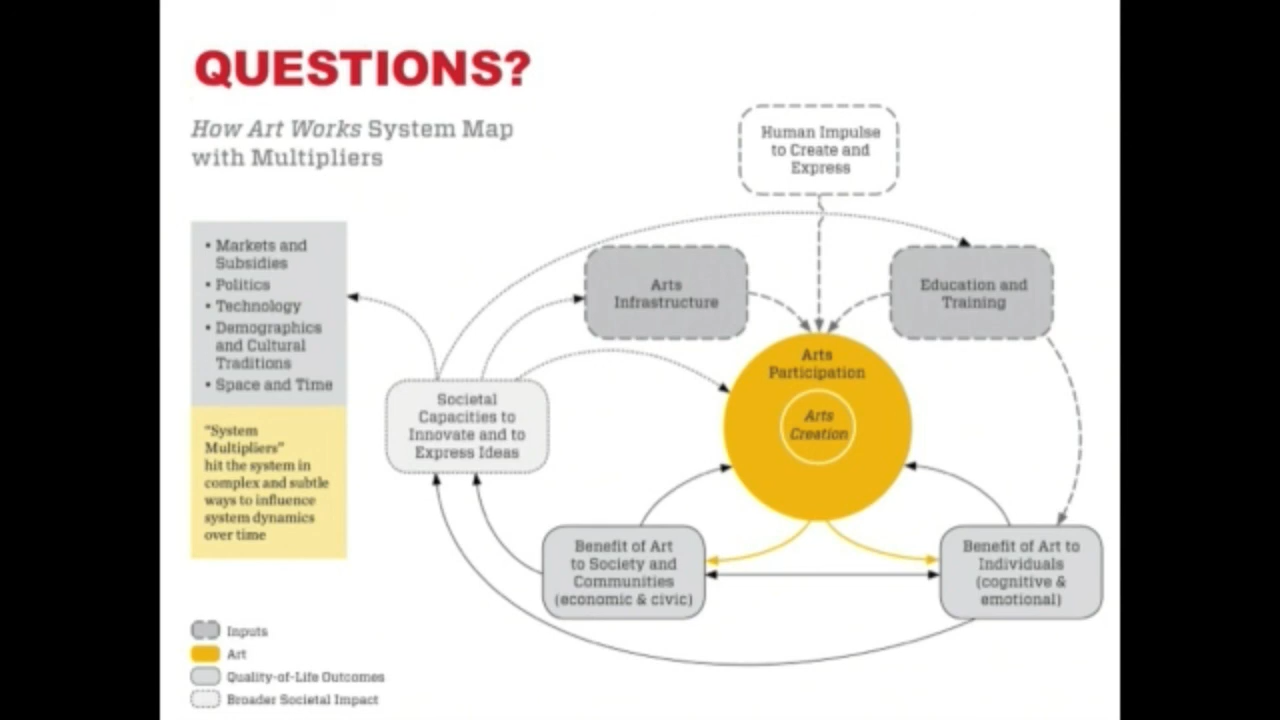 QUESTIONS?
How Art Works System Map
with Multipliers
Human Impulse
to Create and
Express
• Markets and
Subsidies
• Politics
• Technology
• Demographics
and Cultural
Traditions
• Space and Time
"System
Multipliers"
hit the system in
complex and subtle
ways to influence
system dynamics
over time
Arts
Infrastructure
Education and
Training
Arts
Participation
Arts
Creation
Societal
Capacities to
Innovate and to
Express Ideas
Benefit of Art
to Society and
Communities
(economic & civic)
Benefit of Art to
Individuals
(cognitive &
emotional)
Inputs
Art
Quality-of-Life Outcomes
Broader Societal Impact